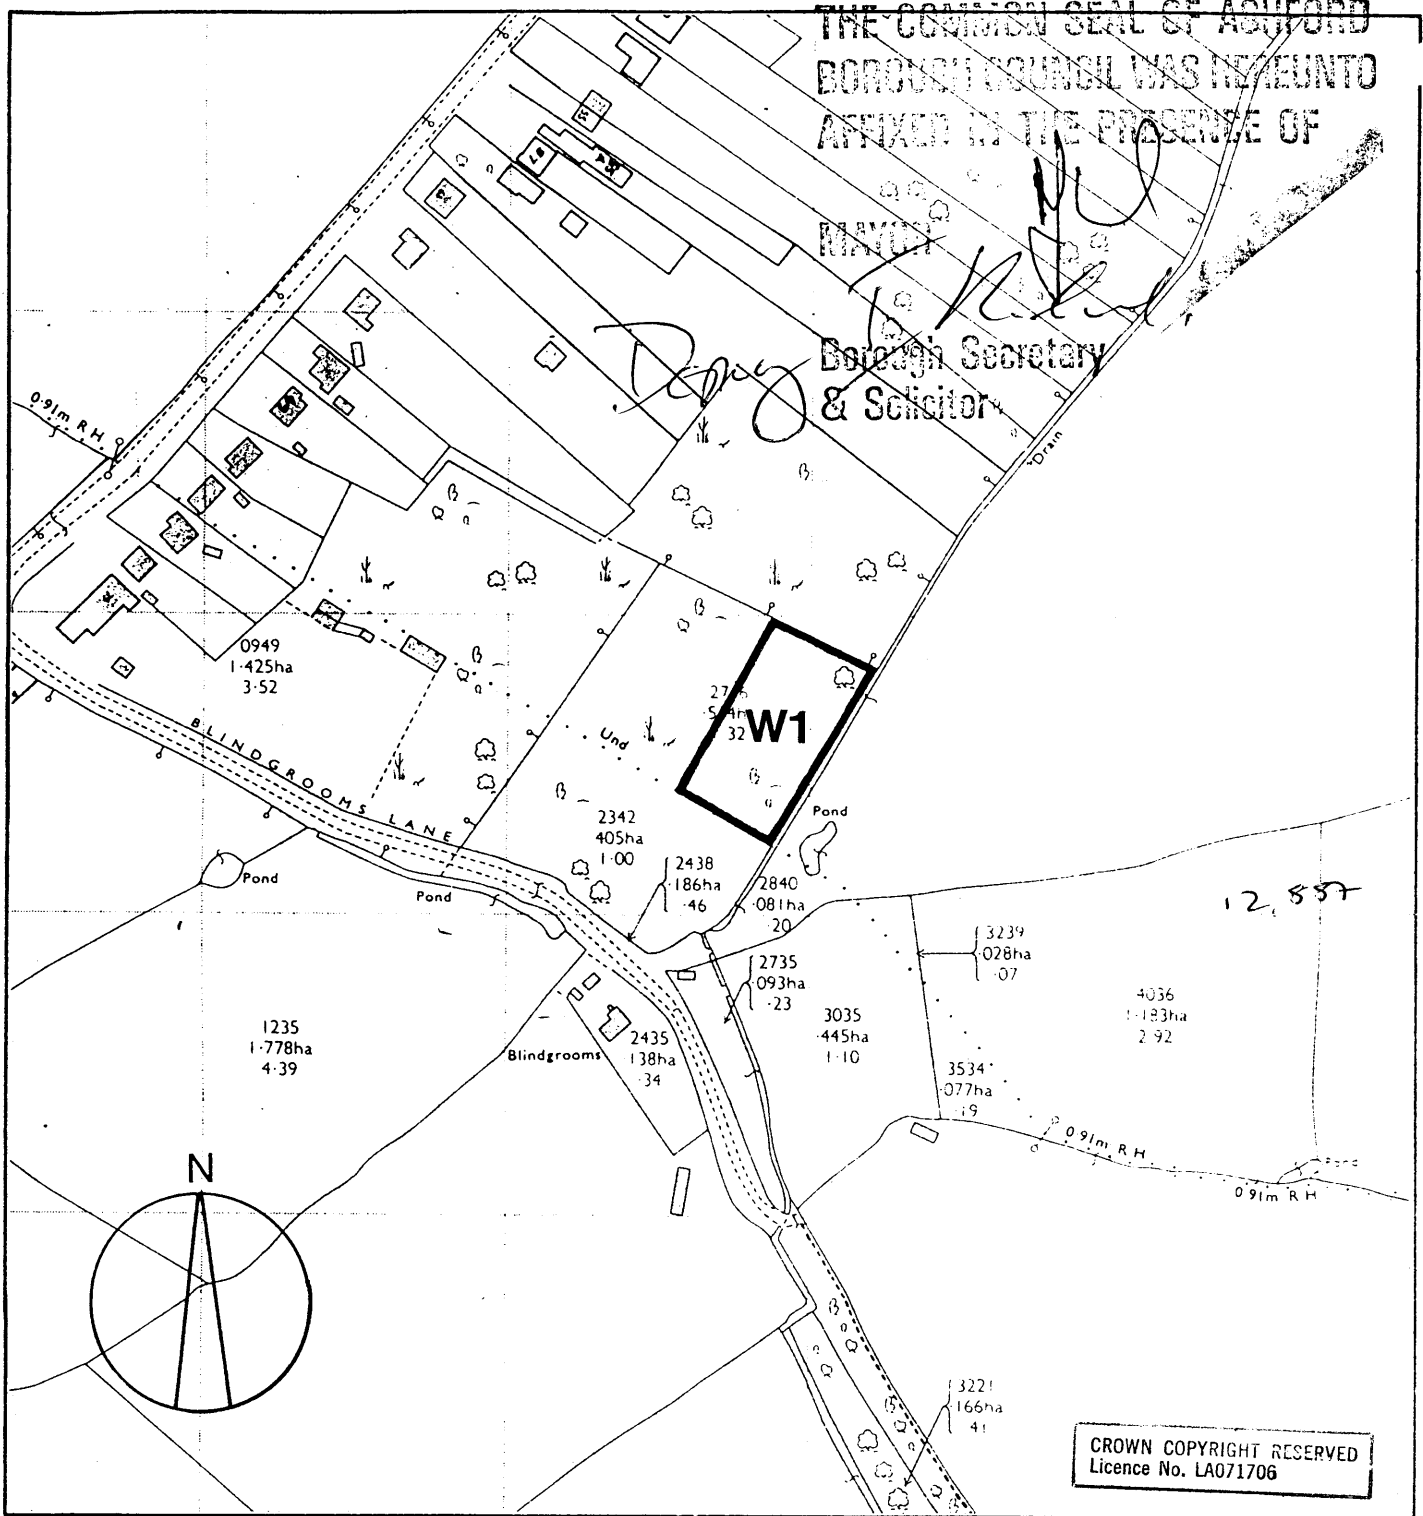 THE COMMON SEAL OF ASHFORD
BOROUGH COUNCIL WAS HEREUNTO
AFFIXED IN THE PRESENCE OF
MAYOR
Borough Secretary
& Solicitor
0·91m R H
Drain
0949
1·425ha
3·52
BLINDGROOMS LANE
Und
W1
32
2342
405ha
1·00
Pond
Pond
Pond
2438
·186ha
·46
2840
·081ha
·20
12,557
3239
·028ha
·07
2735
·093ha
·23
4036
1·183ha
2·92
3035
·445ha
1·10
1235
1·778ha
4·39
Blindgrooms
2435
·138ha
·34
3534
·077ha
·19
0·91m R H
Pond
0·91m R H
N
3221
·166ha
·41
CROWN COPYRIGHT RESERVED
Licence No. LA071706